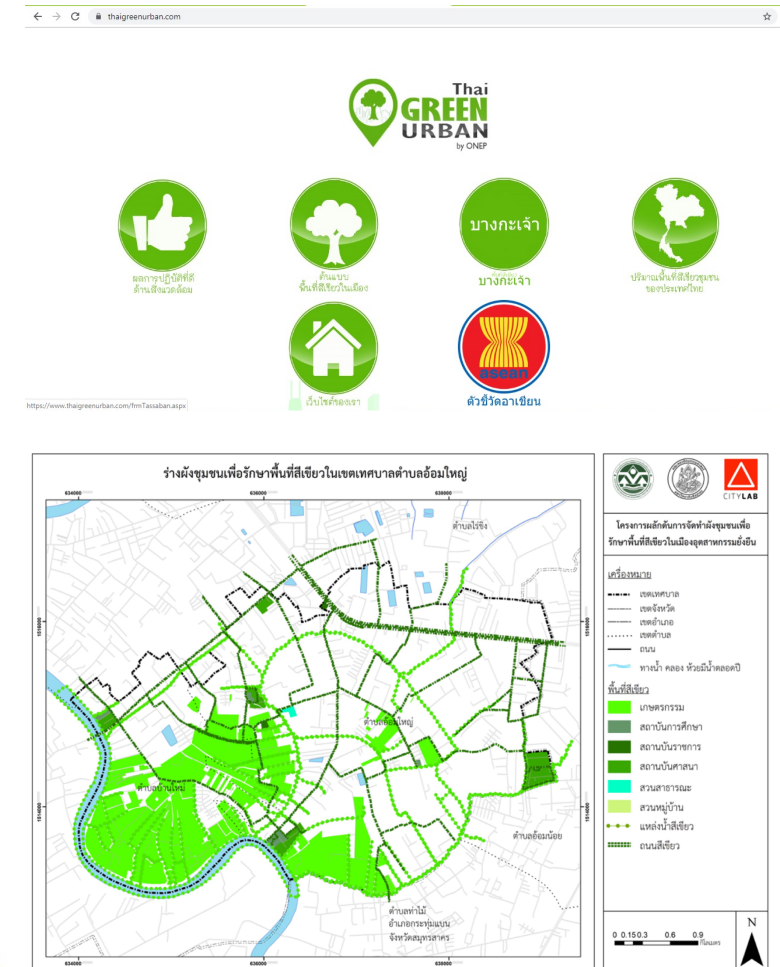 thaigreenurban.com
Thai
GREEN
URBAN
by ONEP
บางกะเจ้า
ผลการปฏิบัติที่ดี
ด้านสิ่งแวดล้อม
ต้นแบบ
พื้นที่สีเขียวในเมือง
บางกะเจ้า
ปริมาณพื้นที่สีเขียวชุมชน
ของประเทศไทย
asean
เว็บไซต์ของเรา
ตัวชี้วัดอาเซียน
https://www.thaigreenurban.com/frmTassaban.aspx
ร่างผังชุมชนเพื่อรักษาพื้นที่สีเขียวในเขตเทศบาลตำบลอ้อมใหญ่
634000
636000
638000
ตำบลไร่ขิง
1516000
1516000
ตำบลอ้อมใหญ่
ตำบลบ้านใหม่
1514000
1514000
ตำบลอ้อมน้อย
ตำบลท่าไม้
อำเภอกระทุ่มแบน
จังหวัดสมุทรสาคร
634000
636000
638000
CITYLAB
โครงการผลักดันการจัดทำผังชุมชนเพื่อ
รักษาพื้นที่สีเขียวในเมืองอุตสาหกรรมยั่งยืน
เครื่องหมาย
เขตเทศบาล
เขตจังหวัด
เขตอำเภอ
เขตตำบล
ถนน
ทางน้ำ คลอง ห้วยมีน้ำตลอดปี
พื้นที่สีเขียว
เกษตรกรรม
สถาบันการศึกษา
สถาบันราชการ
สถาบันศาสนา
สวนสาธารณะ
สวนหมู่บ้าน
แหล่งน้ำสีเขียว
ถนนสีเขียว
0 0.150.3 0.6 0.9
กิโลเมตร
N